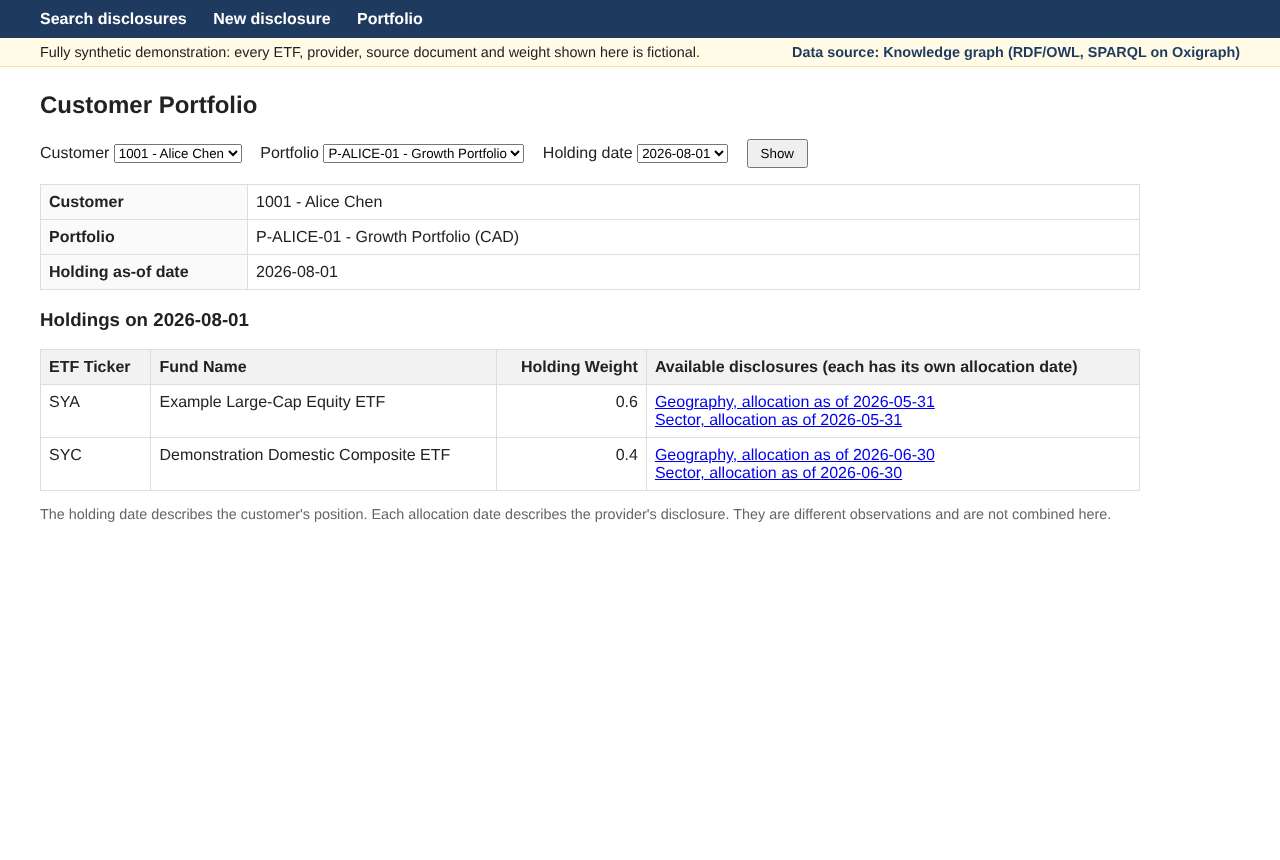 Search disclosures New disclosure Portfolio
Fully synthetic demonstration: every ETF, provider, source document and weight shown here is fictional. Data source: Knowledge graph (RDF/OWL, SPARQL on Oxigraph)
Customer Portfolio
Customer 1001 - Alice Chen Portfolio P-ALICE-01 - Growth Portfolio Holding date 2026-08-01 Show
Customer 1001 - Alice Chen
Portfolio P-ALICE-01 - Growth Portfolio (CAD)
Holding as-of date 2026-08-01
Holdings on 2026-08-01
ETF Ticker Fund Name Holding Weight Available disclosures (each has its own allocation date)
SYA Example Large-Cap Equity ETF 0.6 Geography, allocation as of 2026-05-31
Sector, allocation as of 2026-05-31
SYC Demonstration Domestic Composite ETF 0.4 Geography, allocation as of 2026-06-30
Sector, allocation as of 2026-06-30
The holding date describes the customer's position. Each allocation date describes the provider's disclosure. They are different observations and are not combined here.